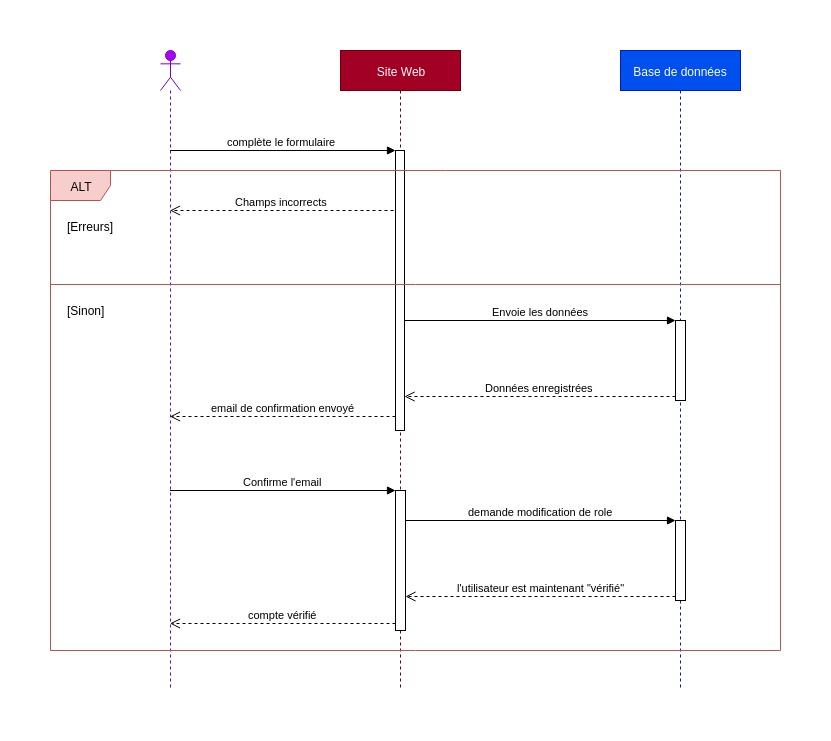 Site Web
Base de données
complète le formulaire
ALT
Champs incorrects
[Erreurs]
[Sinon]
Envoie les données
Données enregistrées
email de confirmation envoyé
Confirme l'email
demande modification de role
l'utilisateur est maintenant "vérifié"
compte vérifié